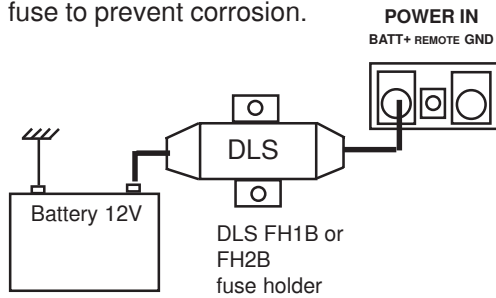 fuse to prevent corrosion.
POWER IN
BATT+ REMOTE GND
DLS
Battery 12V
DLS FH1B or
FH2B
fuse holder